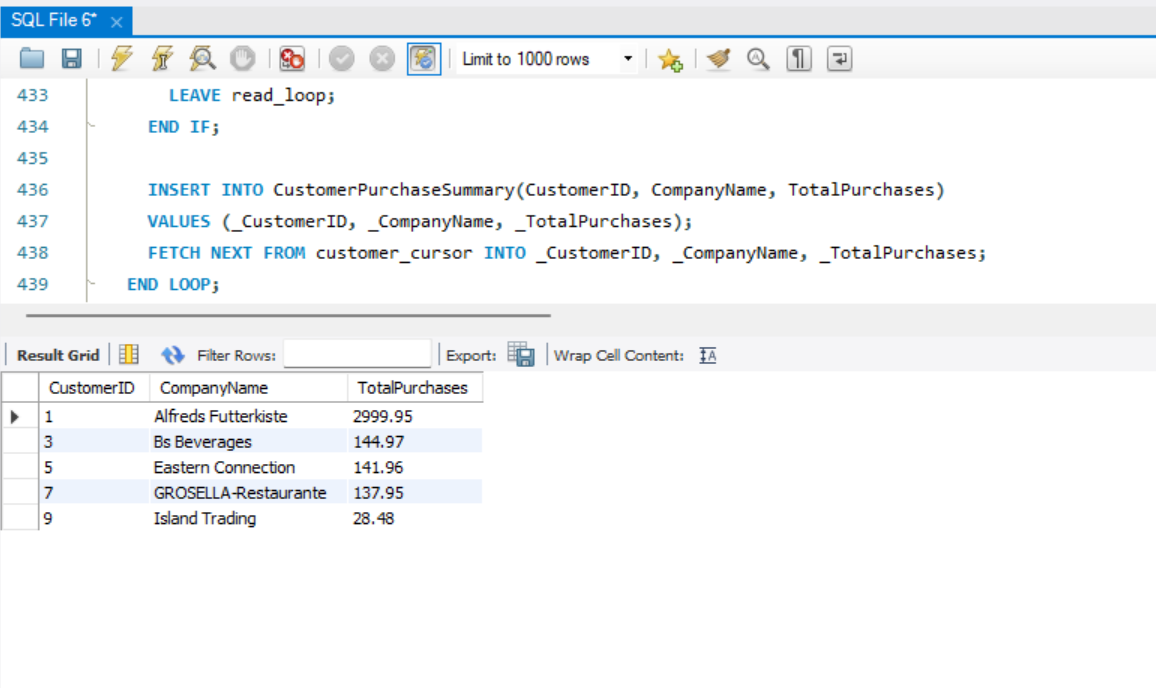 SQL File 6*
Limit to 1000 rows
433 LEAVE read_loop;
434 END IF;
435
436 INSERT INTO CustomerPurchaseSummary(CustomerID, CompanyName, TotalPurchases)
437 VALUES (_CustomerID, _CompanyName, _TotalPurchases);
438 FETCH NEXT FROM customer_cursor INTO _CustomerID, _CompanyName, _TotalPurchases;
439 END LOOP;
Result Grid Filter Rows: Export: Wrap Cell Content:
CustomerID CompanyName TotalPurchases
1 Alfreds Futterkiste 2999.95
3 Bs Beverages 144.97
5 Eastern Connection 141.96
7 GROSELLA-Restaurante 137.95
9 Island Trading 28.48